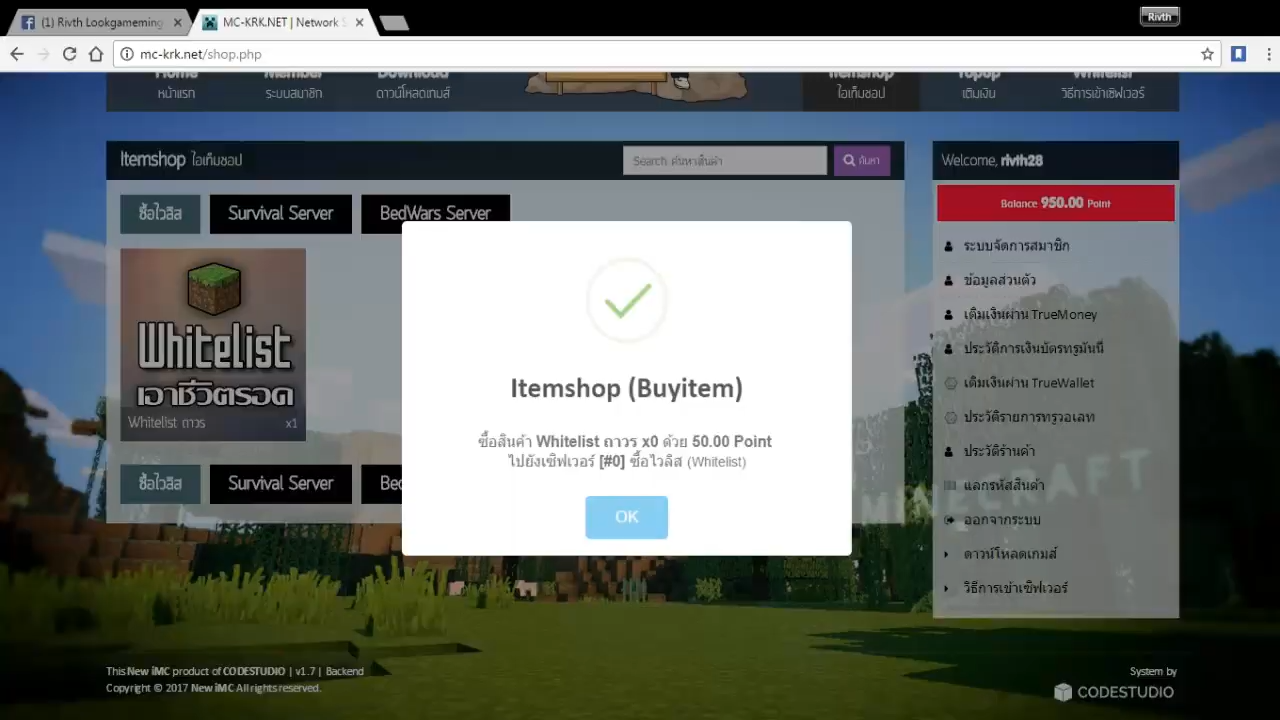 (1) Rivth Lookgameming
MC-KRK.NET | Network S
Rivth
mc-krk.net/shop.php
Home
Member
Download
Itemshop
Topup
Whitelist
หน้าแรก
ระบบสมาชิก
ดาวน์โหลดเกมส์
ไอเท็มชอป
เติมเงิน
วิธีการเข้าเซิฟเวอร์
Itemshop ไอเท็มชอป
Search ค้นหาสินค้า
ค้นหา
ซื้อไวลิส
Survival Server
BedWars Server
Whitelist
เอาชีวิตรอด
Whitelist ถาวร x1
ซื้อไวลิส
Survival Server
Bed
Itemshop (Buyitem)
ซื้อสินค้า Whitelist ถาวร x0 ด้วย 50.00 Point
ไปยังเซิฟเวอร์ [#0] ซื้อไวลิส (Whitelist)
OK
Welcome, rivth28
Balance 950.00 Point
ระบบจัดการสมาชิก
ข้อมูลส่วนตัว
เติมเงินผ่าน TrueMoney
ประวัติการเงินบัตรทรูมันนี่
เติมเงินผ่าน TrueWallet
ประวัติรายการทรูวอเลท
ประวัติร้านค้า
แลกรหัสสินค้า
ออกจากระบบ
ดาวน์โหลดเกมส์
วิธีการเข้าเซิฟเวอร์
MINECRAFT
This New iMC product of CODESTUDIO | v1.7 | Backend
Copyright © 2017 New iMC All rights reserved.
System by
CODESTUDIO